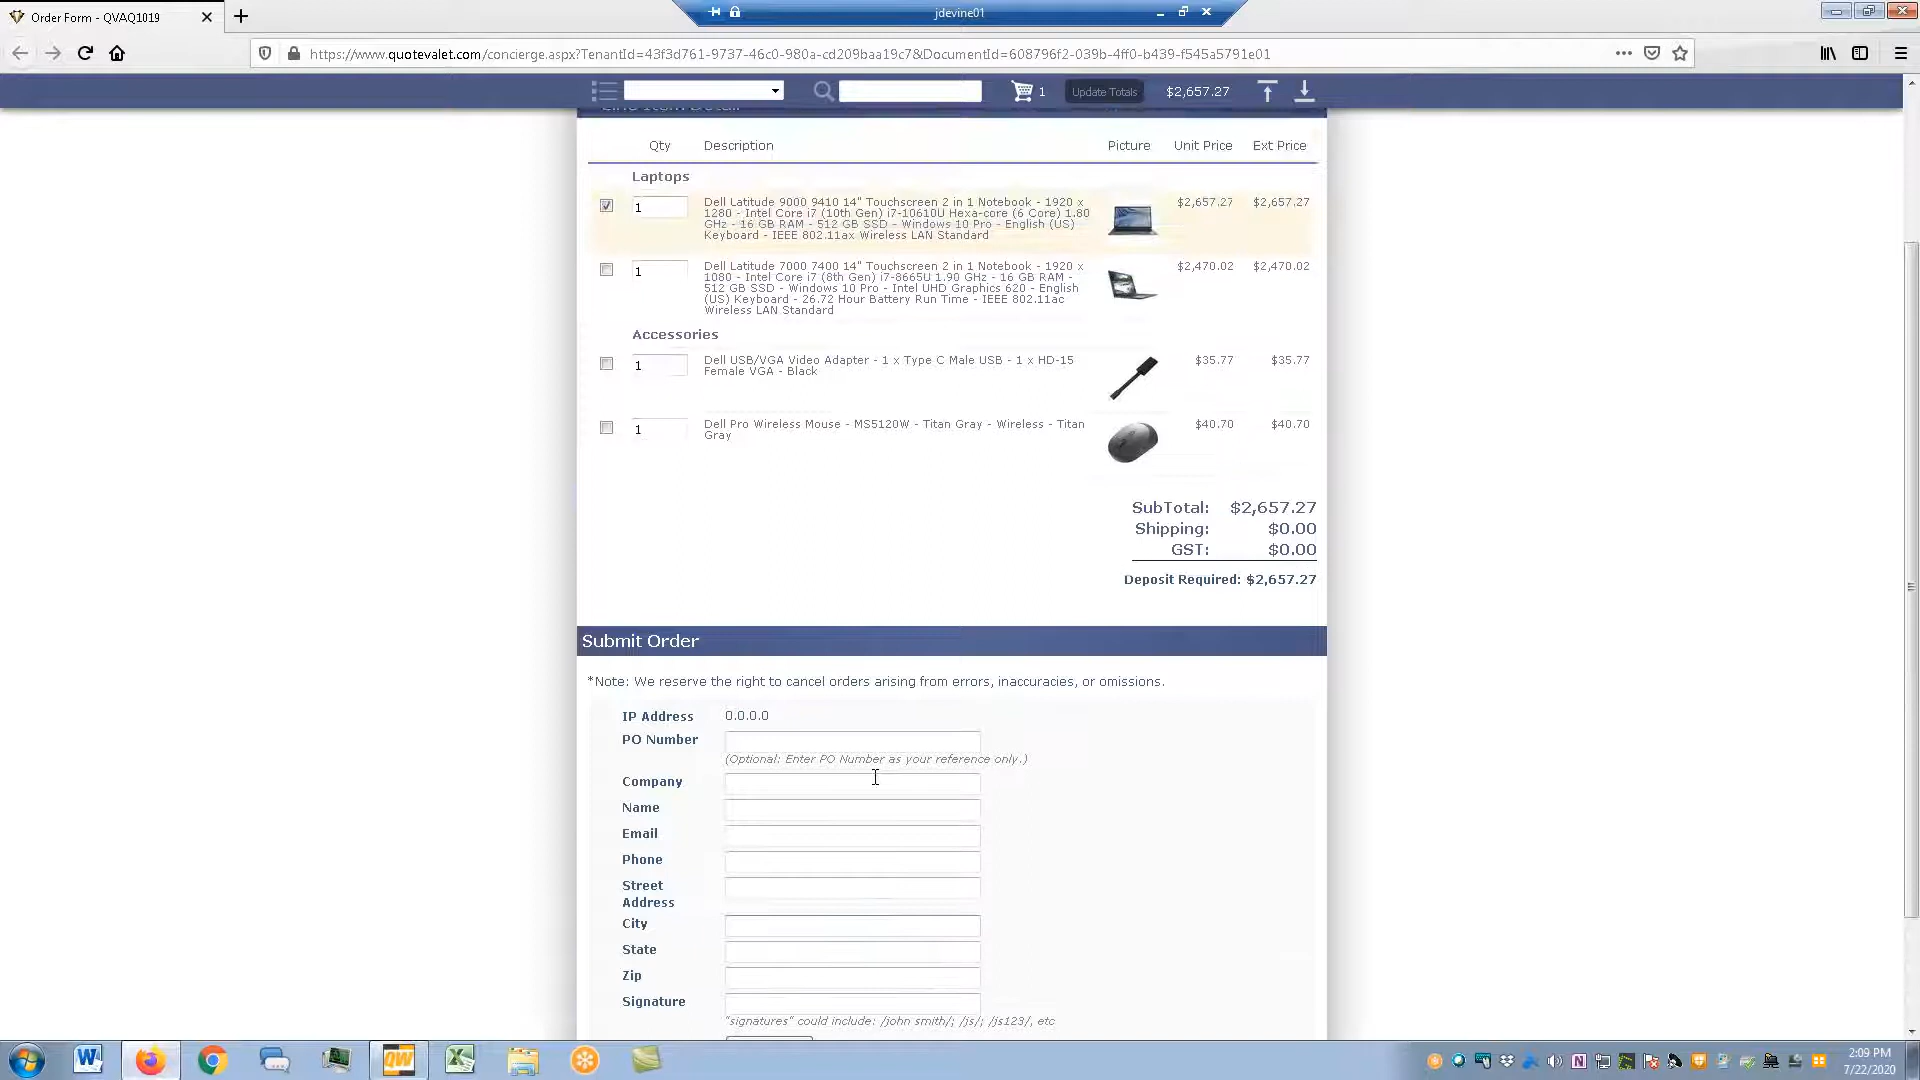 Order Form - QVAQ1019
jdevine01
https://www.quotevalet.com/concierge.aspx?TenantId=43f3d761-9737-46c0-980a-cd209baa19c7&DocumentId=608796f2-039b-4ff0-b439-f545a5791e01
1 Update Totals $2,657.27
Line Item Detail
Qty Description Picture Unit Price Ext Price
Laptops
1 Dell Latitude 9000 9410 14" Touchscreen 2 in 1 Notebook - 1920 x $2,657.27 $2,657.27
1280 - Intel Core i7 (10th Gen) i7-10610U Hexa-core (6 Core) 1.80
GHz - 16 GB RAM - 512 GB SSD - Windows 10 Pro - English (US)
Keyboard - IEEE 802.11ax Wireless LAN Standard
1 Dell Latitude 7000 7400 14" Touchscreen 2 in 1 Notebook - 1920 x $2,470.02 $2,470.02
1080 - Intel Core i7 (8th Gen) i7-8665U 1.90 GHz - 16 GB RAM -
512 GB SSD - Windows 10 Pro - Intel UHD Graphics 620 - English
(US) Keyboard - 26.72 Hour Battery Run Time - IEEE 802.11ac
Wireless LAN Standard
Accessories
1 Dell USB/VGA Video Adapter - 1 x Type C Male USB - 1 x HD-15 $35.77 $35.77
Female VGA - Black
1 Dell Pro Wireless Mouse - MS5120W - Titan Gray - Wireless - Titan $40.70 $40.70
Gray
SubTotal: $2,657.27
Shipping: $0.00
GST: $0.00
Deposit Required: $2,657.27
Submit Order
*Note: We reserve the right to cancel orders arising from errors, inaccuracies, or omissions.
IP Address 0.0.0.0
PO Number
(Optional: Enter PO Number as your reference only.)
Company
Name
Email
Phone
Street
Address
City
State
Zip
Signature
"signatures" could include: /john smith/; /js/; /js123/, etc
W
QW
X
N
2:09 PM
7/22/2020